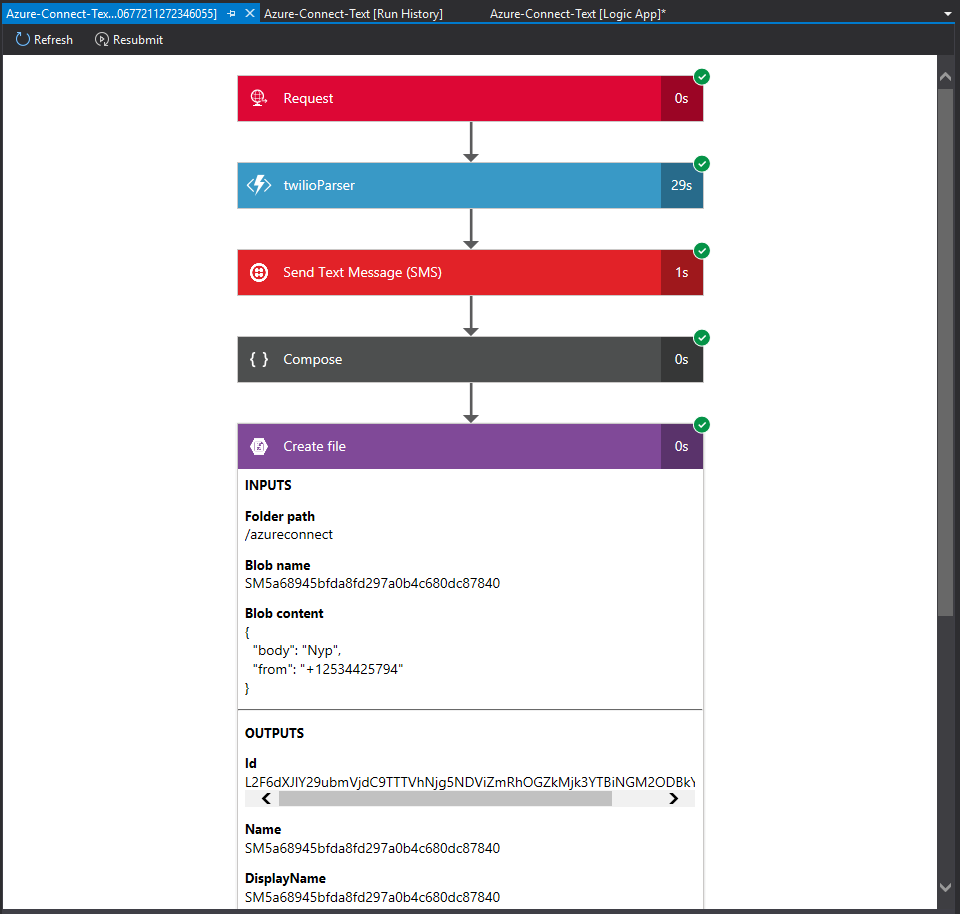 Azure-Connect-Tex...0677211272346055]
Azure-Connect-Text [Run History]
Azure-Connect-Text [Logic App]*
Refresh
Resubmit
Request
0s
twilioParser
29s
Send Text Message (SMS)
1s
{ } Compose
0s
Create file
0s
INPUTS
Folder path
/azureconnect
Blob name
SM5a68945bfda8fd297a0b4c680dc87840
Blob content
{
"body": "Nyp",
"from": "+12534425794"
}
OUTPUTS
Id
L2F6dXJlY29ubmVjdC9TTTVhNjg5NDViZmRhOGZkMjk3YTBiNGM2ODBkY
Name
SM5a68945bfda8fd297a0b4c680dc87840
DisplayName
SM5a68945bfda8fd297a0b4c680dc87840